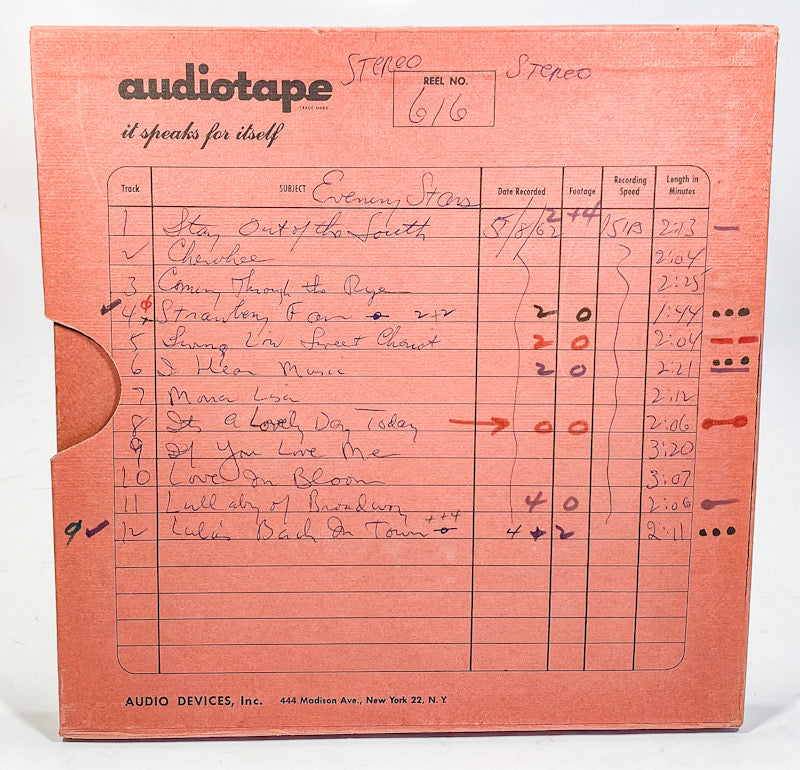 Stereo Stereo
audiotape
TRADE MARK
REEL NO.
616
it speaks for itself
Track SUBJECT Evening Stars Date Recorded Footage Recording Speed Length in Minutes
2 +4
1 Stay Out of the South 5/8/62 15IPS 2:13
2 Cherokee 2:04
3 Coming Through the Rye 2:25
4 Strawberry Fair 2+2 2 0 1:44
5 Swing Low Sweet Chariot 2 0 2:04
6 I Hear Music 2 0 2:21
7 Mona Lisa 2:12
8 Its A Lovely Day Today → 0 0 2:06
9 If You Love Me 3:20
10 Love In Bloom 3:07
11 Lullaby of Broadway 4 0 2:06
12 Lulu's Back In Town +++4 4 + 2 2:11
AUDIO DEVICES, Inc. 444 Madison Ave., New York 22, N. Y.